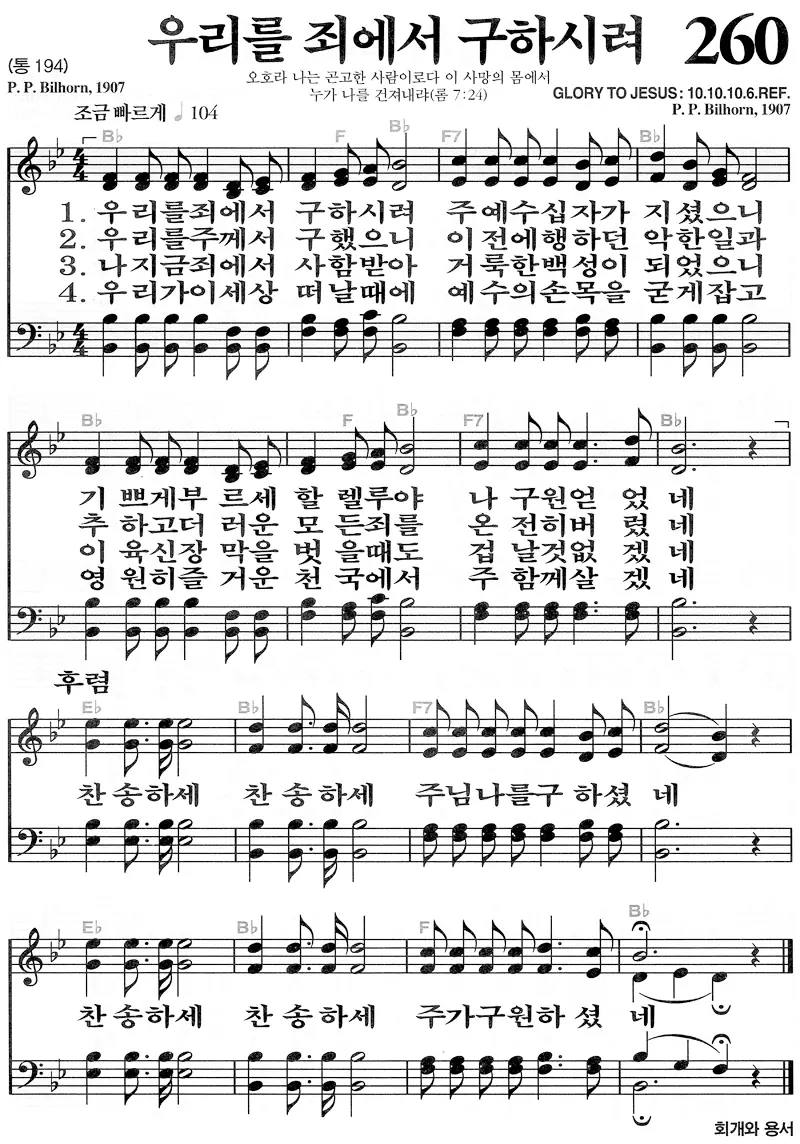 우리를 죄에서 구하시려 260
(통 194)
P. P. Bilhorn, 1907
오호라 나는 곤고한 사람이로다 이 사망의 몸에서
누가 나를 건져내랴(롬 7:24)
GLORY TO JESUS: 10.10.10.6.REF.
P. P. Bilhorn, 1907
조금 빠르게 ♩ 104
B♭ F B♭ F7 B♭
4 4
1. 우리를죄에서 구하시려 주예수십자가 지셨으니
2. 우리를주께서 구했으니 이전에행하던 악한일과
3. 나지금죄에서 사함받아 거룩한백성이 되었으니
4. 우리가이세상 떠날때에 예수의손목을 굳게잡고
4 4
B♭ F B♭ F7 B♭
기 쁘게부 르세 할 렐루야 나 구원얻 었 네
추 하고더 러운 모 든죄를 온 전히버 렸 네
이 육신장 막을 벗 을때도 겁 날것없 겠 네
영 원히즐 거운 천 국에서 주 함께살 겠 네
후렴
E♭ B♭ F7 B♭
찬 송하세 찬 송하세 주님나를구 하셨 네
E♭ B♭ F B♭
찬 송하세 찬 송하세 주가구원하 셨 네
회개와 용서